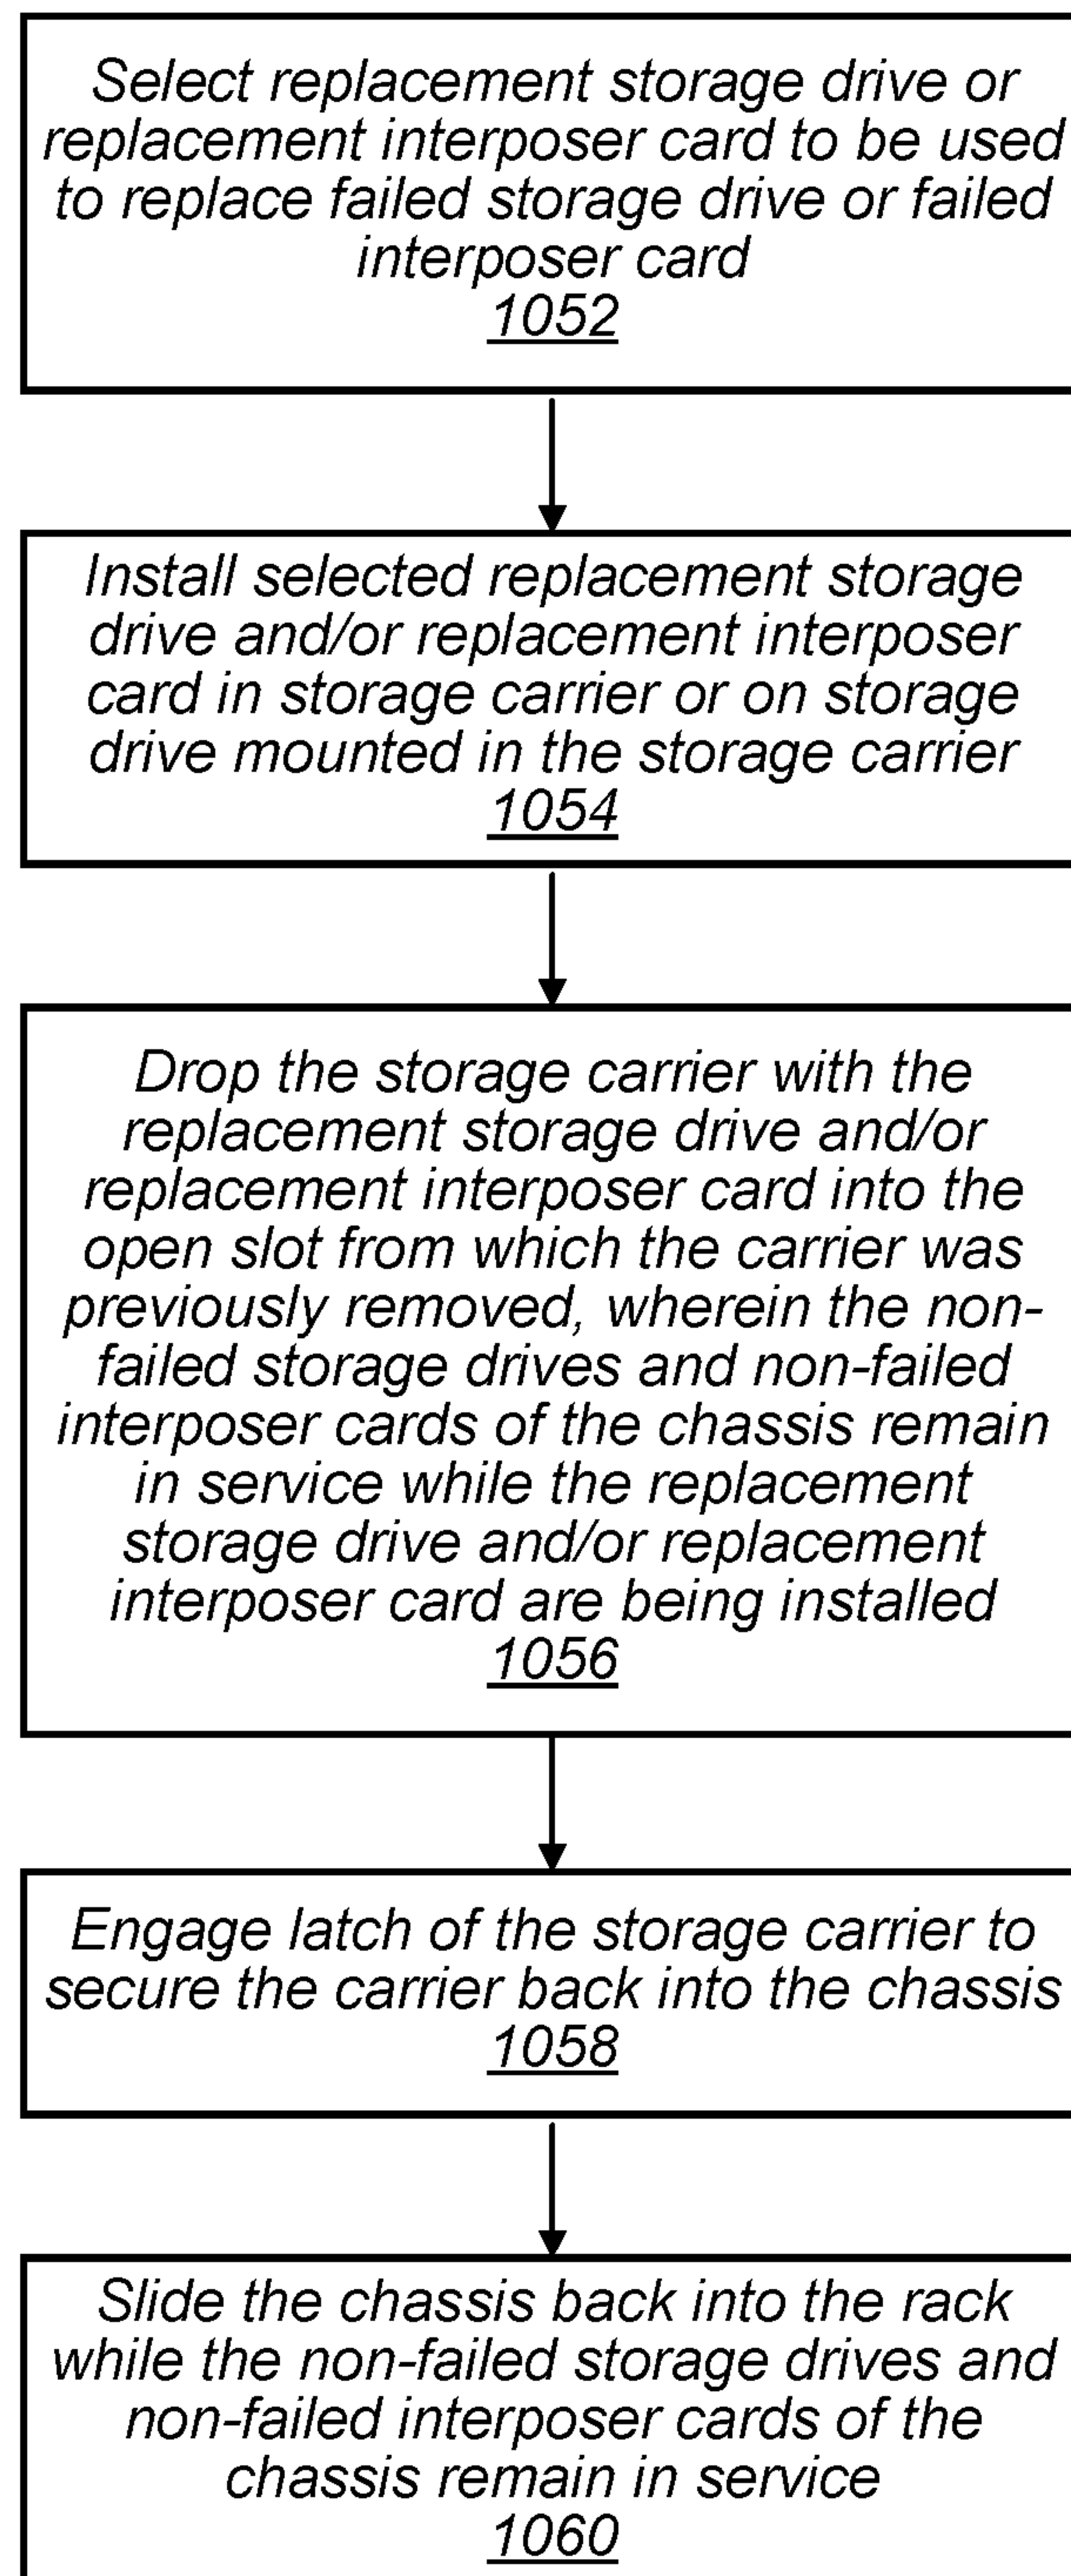 Select replacement storage drive or
replacement interposer card to be used
to replace failed storage drive or failed
interposer card
1052
Install selected replacement storage
drive and/or replacement interposer
card in storage carrier or on storage
drive mounted in the storage carrier
1054
Drop the storage carrier with the
replacement storage drive and/or
replacement interposer card into the
open slot from which the carrier was
previously removed, wherein the non-
failed storage drives and non-failed
interposer cards of the chassis remain
in service while the replacement
storage drive and/or replacement
interposer card are being installed
1056
Engage latch of the storage carrier to
secure the carrier back into the chassis
1058
Slide the chassis back into the rack
while the non-failed storage drives and
non-failed interposer cards of the
chassis remain in service
1060